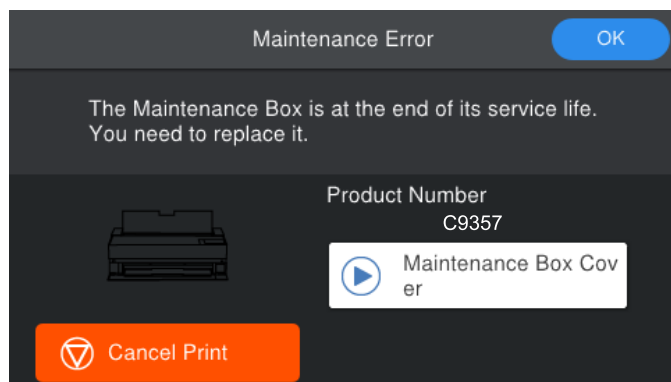 Maintenance Error
OK
The Maintenance Box is at the end of its service life.
You need to replace it.
Product Number
C9357
Maintenance Box Cov
er
Cancel Print